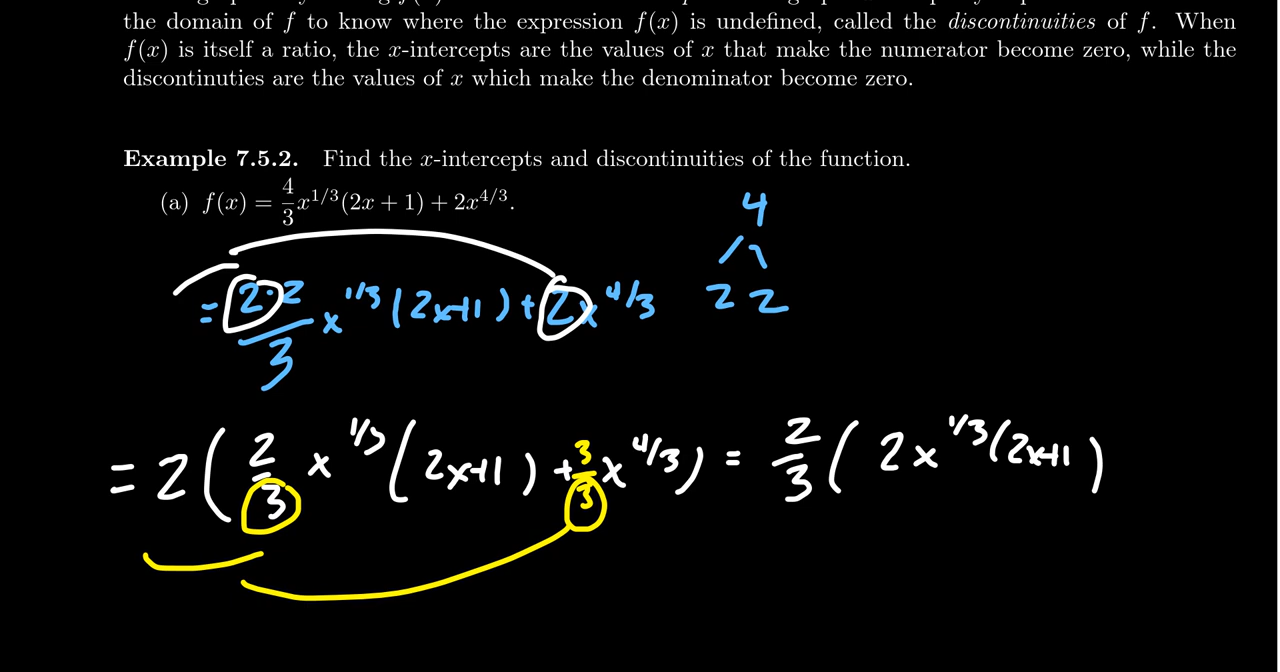 the domain of f to know where the expression f(x) is undefined, called the discontinuities of f. When
f(x) is itself a ratio, the x-intercepts are the values of x that make the numerator become zero, while the
discontinuties are the values of x which make the denominator become zero.
Example 7.5.2. Find the x-intercepts and discontinuities of the function.
(a) f(x) = 4/3 x^{1/3}(2x + 1) + 2x^{4/3}.
4
2 2
= 2·2/3 x^{1/3} (2x+1) + 2x^{4/3}
= 2 ( 2/3 x^{1/3} (2x+1) + 3/3 x^{4/3} ) = 2/3 ( 2x^{1/3} (2x+1)